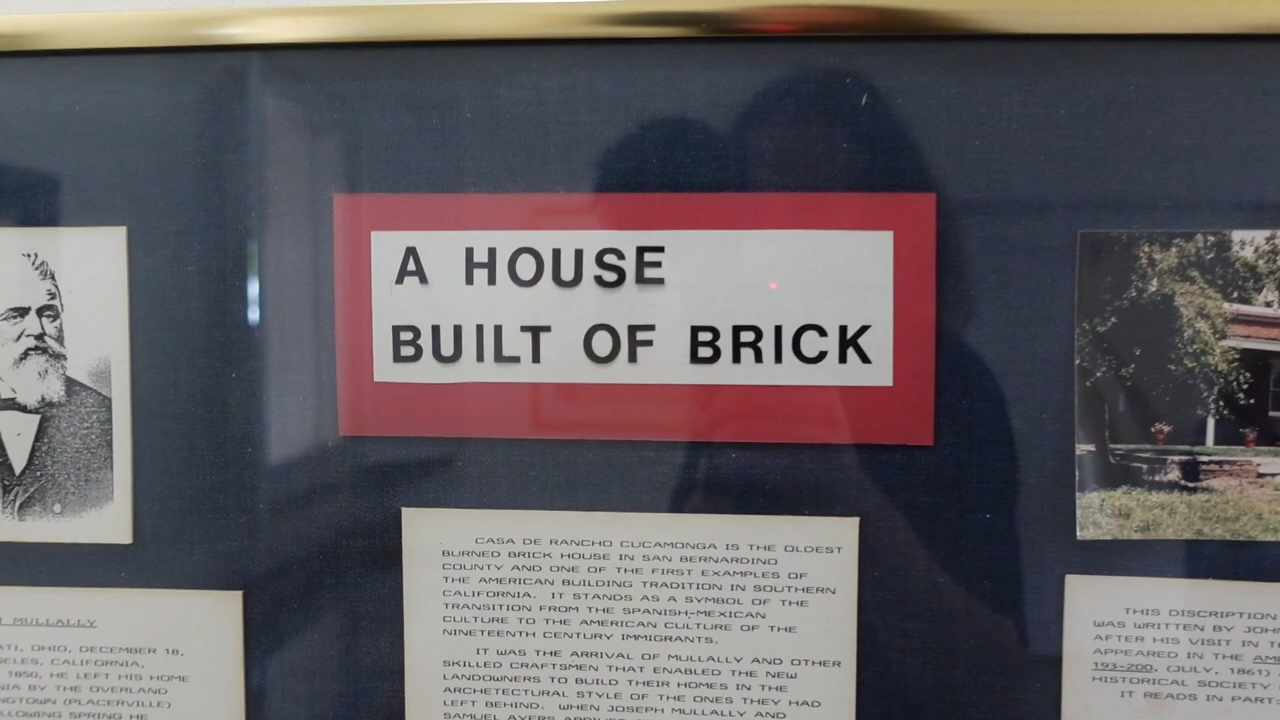 A HOUSE
BUILT OF BRICK
CASA DE RANCHO CUCAMONGA IS THE OLDEST
BURNED BRICK HOUSE IN SAN BERNARDINO
COUNTY AND ONE OF THE FIRST EXAMPLES OF
THE AMERICAN BUILDING TRADITION IN SOUTHERN
CALIFORNIA. IT STANDS AS A SYMBOL OF THE
TRANSITION FROM THE SPANISH-MEXICAN
CULTURE TO THE AMERICAN CULTURE OF THE
NINETEENTH CENTURY IMMIGRANTS.
IT WAS THE ARRIVAL OF MULLALLY AND OTHER
SKILLED CRAFTSMEN THAT ENABLED THE NEW
LANDOWNERS TO BUILD THEIR HOMES IN THE
ARCHETECTURAL STYLE OF THE ONES THEY HAD
LEFT BEHIND. WHEN JOSEPH MULLALLY AND
SAMUEL AYERS
MULLALLY
OHIO, DECEMBER 18,
CALIFORNIA,
1850, HE LEFT HIS HOME
BY THE OVERLAND
(PLACERVILLE)
SPRING HE
THIS DISCRIPTION
WAS WRITTEN BY
AFTER HIS VISIT IN
APPEARED IN THE
193-200, (JULY, 1861)
HISTORICAL SOCIETY
IT READS IN